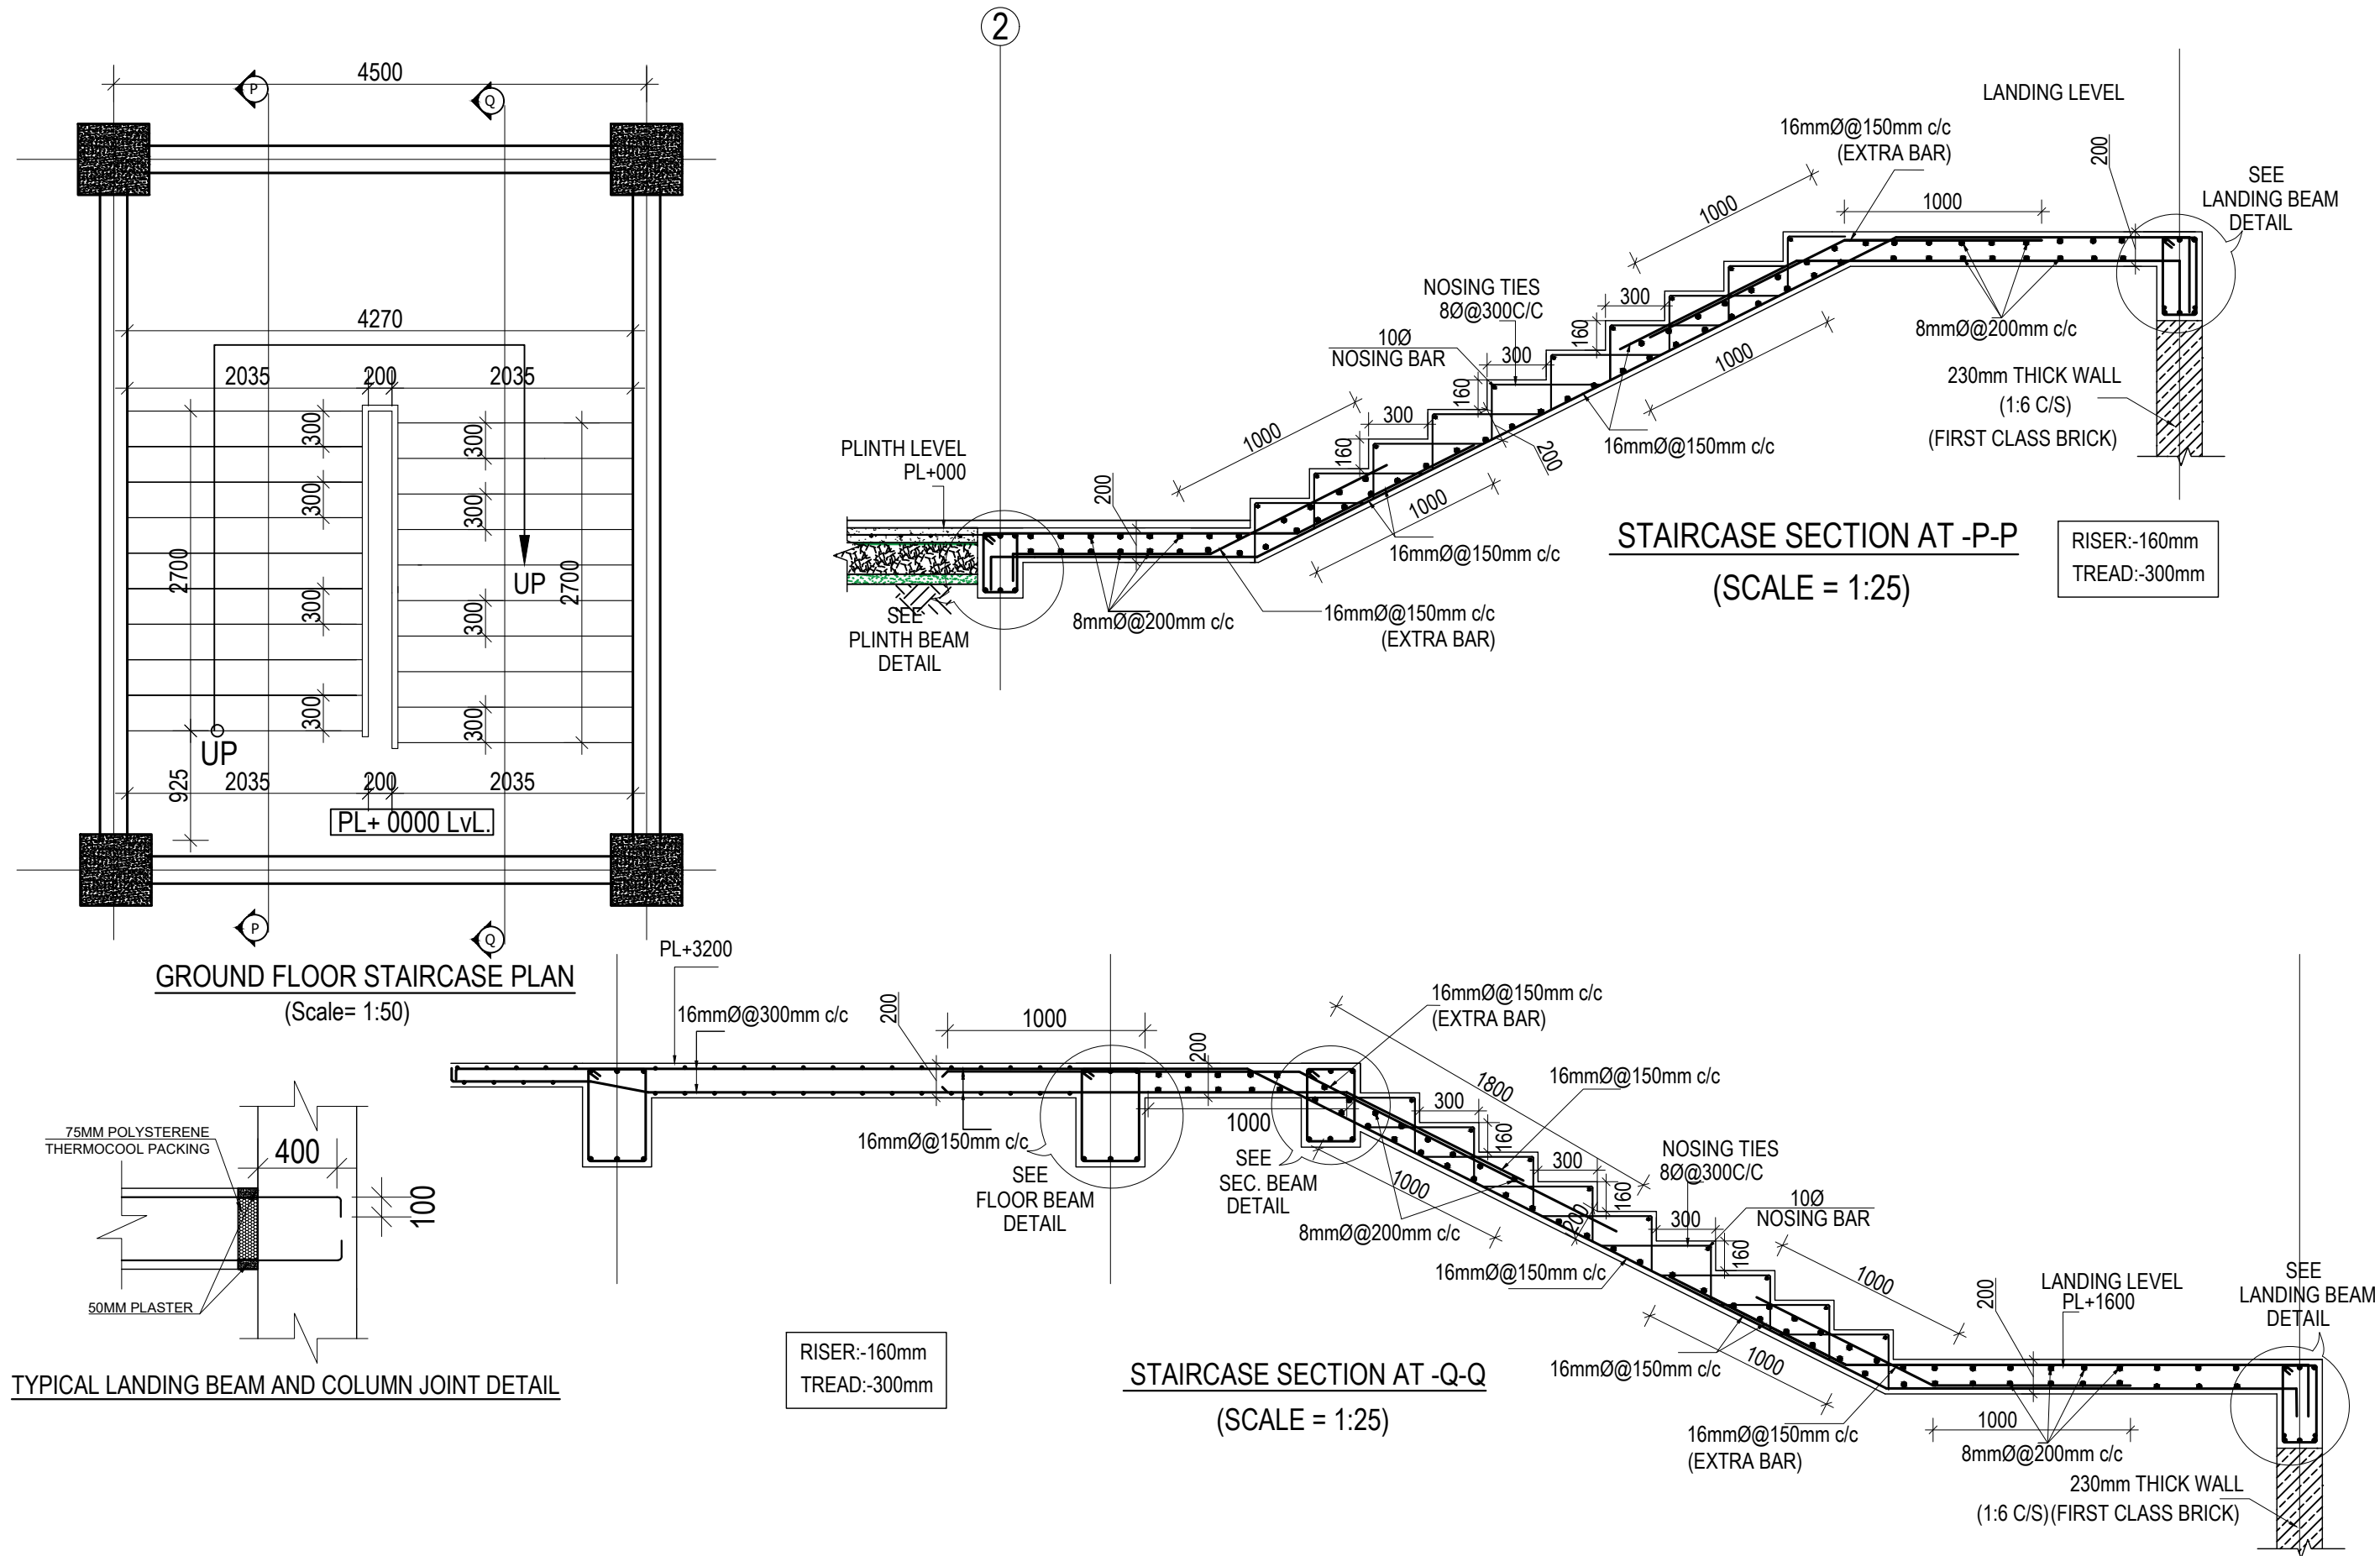 4500
P
Q
4270
2035
200
2035
300
300
300
300
2700
300
300
300
300
2700
UP
UP
925
2035
200
2035
PL+ 0000 LvL.
P
Q
GROUND FLOOR STAIRCASE PLAN
(Scale= 1:50)
2
LANDING LEVEL
16mmØ@150mm c/c
(EXTRA BAR)
200
SEE
LANDING BEAM
DETAIL
1000
1000
NOSING TIES
8Ø@300C/C
300
160
8mmØ@200mm c/c
10Ø
NOSING BAR
300
160
1000
230mm THICK WALL
(1:6 C/S)
(FIRST CLASS BRICK)
1000
300
160
200
16mmØ@150mm c/c
PLINTH LEVEL
PL+000
200
1000
16mmØ@150mm c/c
SEE
PLINTH BEAM
DETAIL
8mmØ@200mm c/c
16mmØ@150mm c/c
(EXTRA BAR)
STAIRCASE SECTION AT -P-P
(SCALE = 1:25)
RISER:-160mm
TREAD:-300mm
PL+3200
16mmØ@300mm c/c
200
1000
16mmØ@150mm c/c
(EXTRA BAR)
200
1800
16mmØ@150mm c/c
16mmØ@150mm c/c
1000
300
160
SEE
FLOOR BEAM
DETAIL
SEE
SEC. BEAM
DETAIL
1000
300
160
NOSING TIES
8Ø@300C/C
8mmØ@200mm c/c
200
300
160
10Ø
NOSING BAR
16mmØ@150mm c/c
1000
200
LANDING LEVEL
PL+1600
SEE
LANDING BEAM
DETAIL
16mmØ@150mm c/c
1000
16mmØ@150mm c/c
(EXTRA BAR)
1000
8mmØ@200mm c/c
230mm THICK WALL
(1:6 C/S)(FIRST CLASS BRICK)
75MM POLYSTERENE
THERMOCOOL PACKING
400
100
50MM PLASTER
TYPICAL LANDING BEAM AND COLUMN JOINT DETAIL
RISER:-160mm
TREAD:-300mm
STAIRCASE SECTION AT -Q-Q
(SCALE = 1:25)